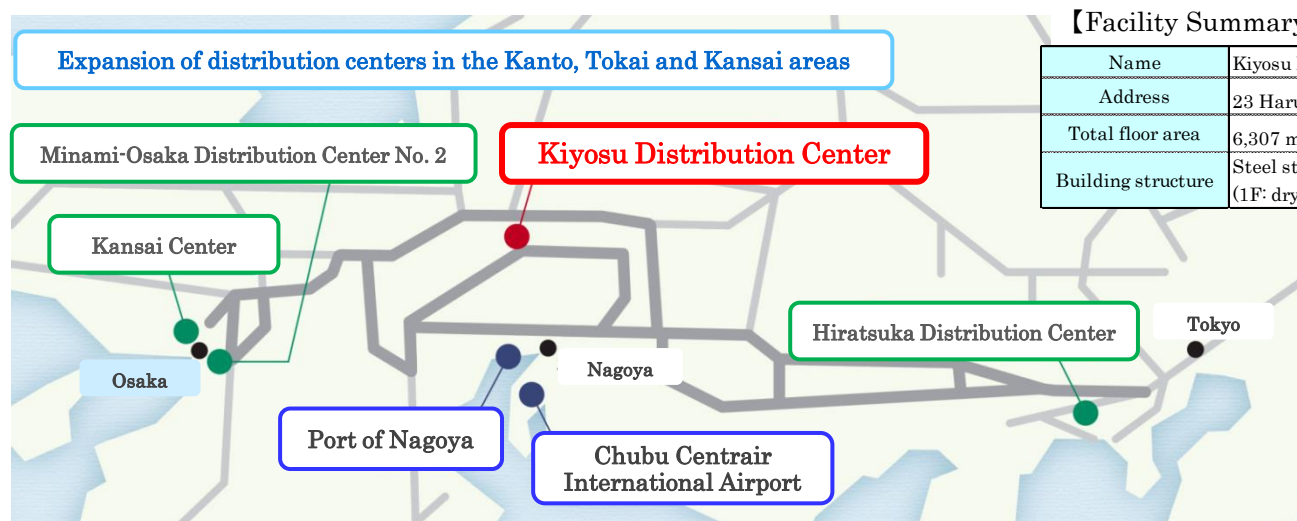 【Facility Summary
Expansion of distribution centers in the Kanto, Tokai and Kansai areas
Name Kiyosu
Address 23 Haru
Total floor area 6,307 m
Building structure Steel st
(1F: dry
Minami-Osaka Distribution Center No. 2
Kiyosu Distribution Center
Kansai Center
Hiratsuka Distribution Center
Tokyo
Osaka
Nagoya
Port of Nagoya
Chubu Centrair
International Airport